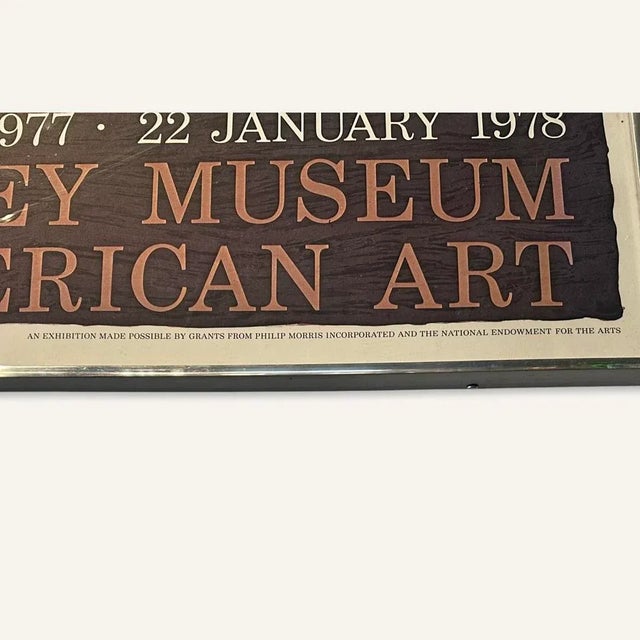 977 · 22 JANUARY 1978
EY MUSEUM
ERICAN ART
AN EXHIBITION MADE POSSIBLE BY GRANTS FROM PHILIP MORRIS INCORPORATED AND THE NATIONAL ENDOWMENT FOR THE ARTS